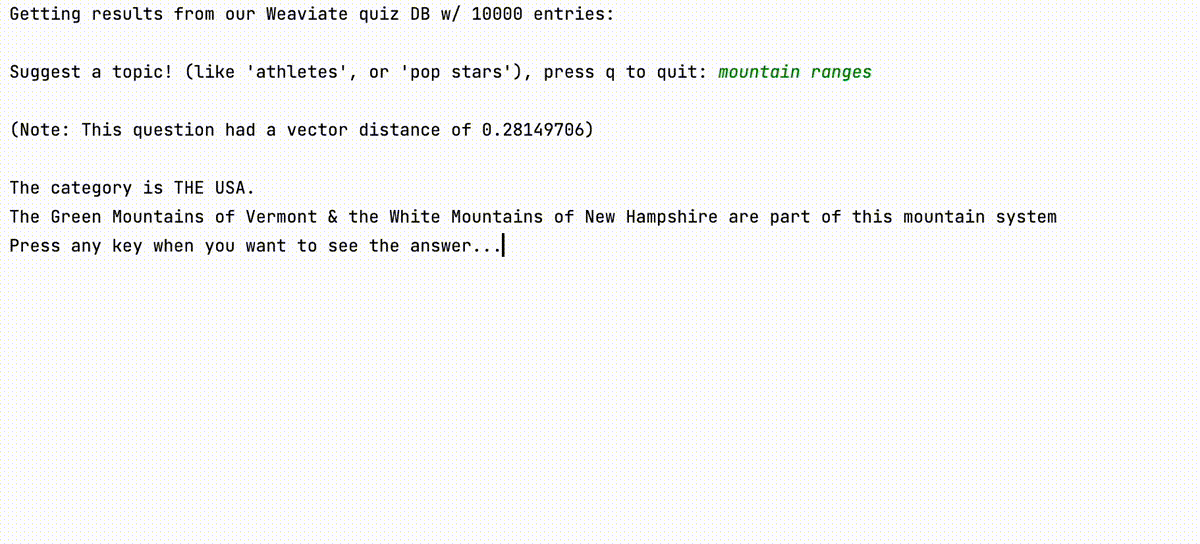 Getting results from our Weaviate quiz DB w/ 10000 entries:
Suggest a topic! (like 'athletes', or 'pop stars'), press q to quit: mountain ranges
(Note: This question had a vector distance of 0.28149706)
The category is THE USA.
The Green Mountains of Vermont & the White Mountains of New Hampshire are part of this mountain system
Press any key when you want to see the answer...